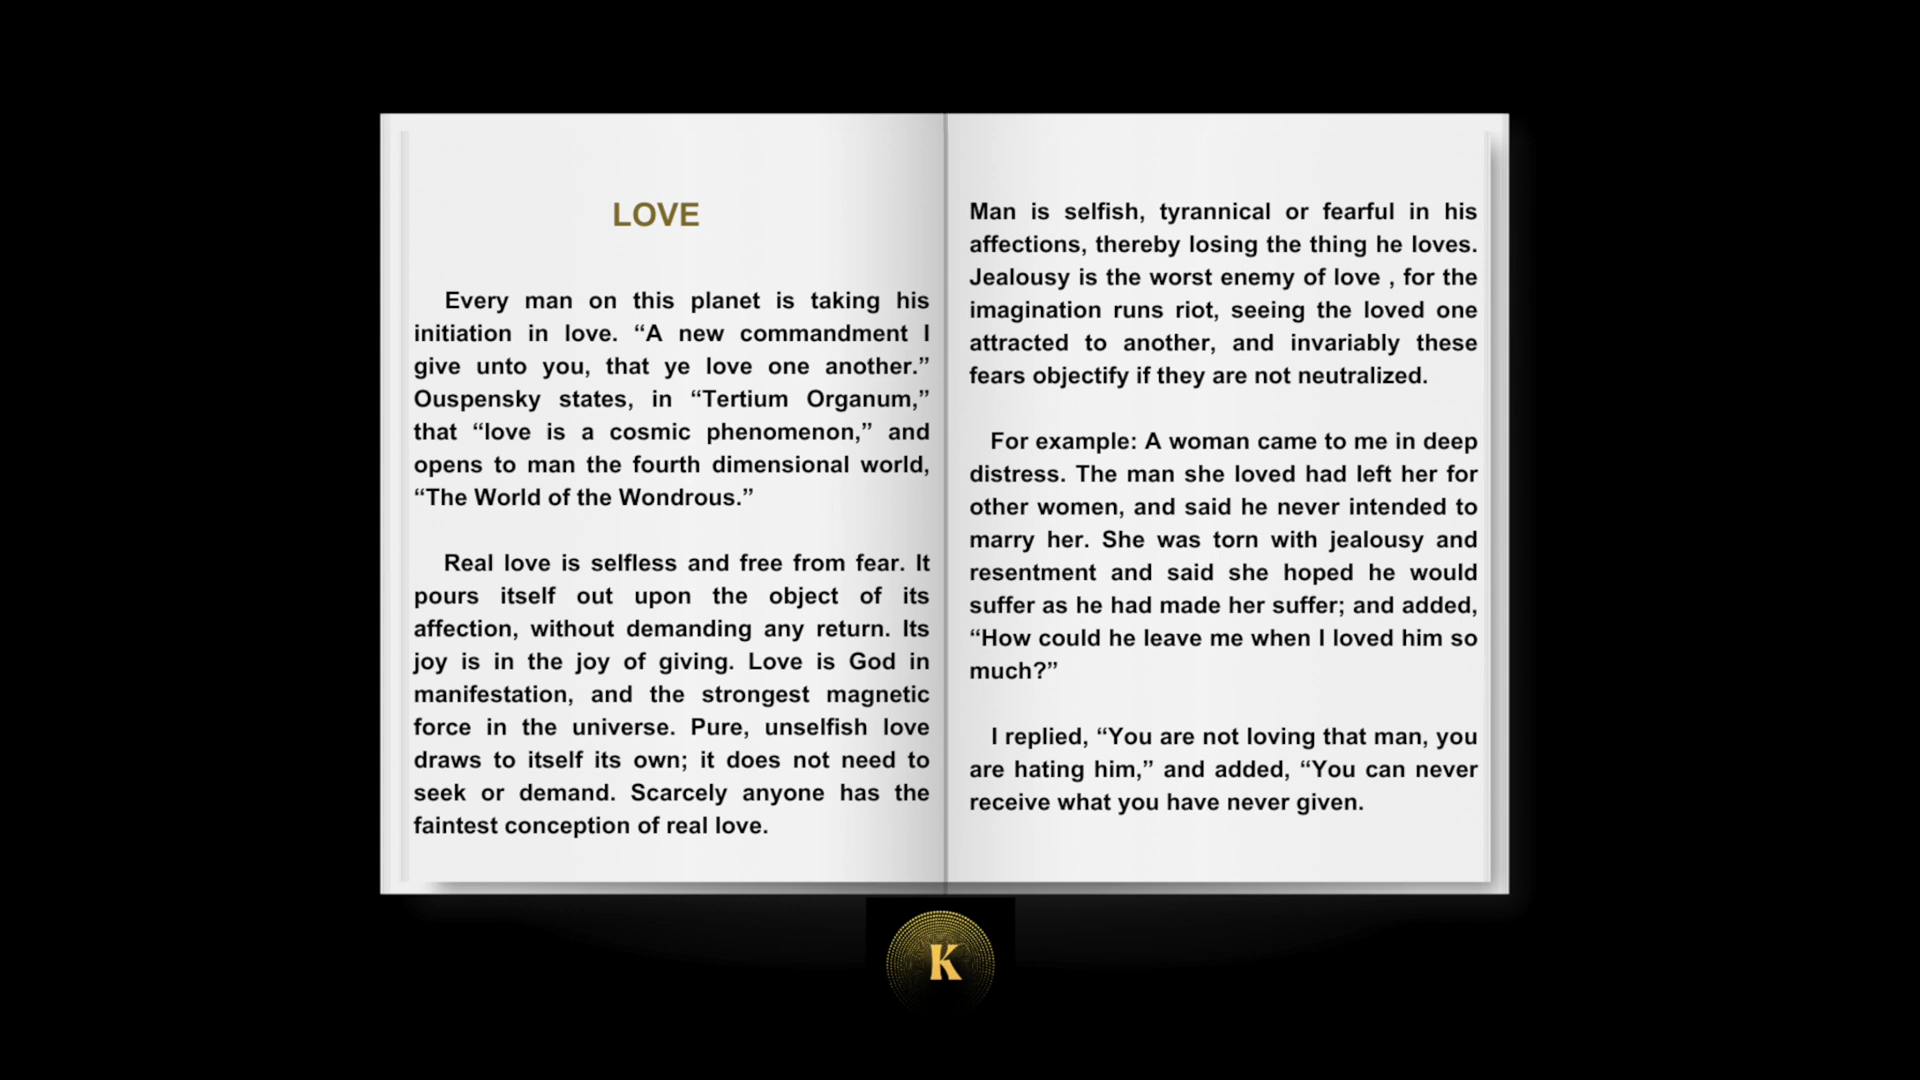 LOVE
Every man on this planet is taking his
initiation in love. “A new commandment I
give unto you, that ye love one another.”
Ouspensky states, in “Tertium Organum,”
that “love is a cosmic phenomenon,” and
opens to man the fourth dimensional world,
“The World of the Wondrous.”
Real love is selfless and free from fear. It
pours itself out upon the object of its
affection, without demanding any return. Its
joy is in the joy of giving. Love is God in
manifestation, and the strongest magnetic
force in the universe. Pure, unselfish love
draws to itself its own; it does not need to
seek or demand. Scarcely anyone has the
faintest conception of real love.
Man is selfish, tyrannical or fearful in his
affections, thereby losing the thing he loves.
Jealousy is the worst enemy of love , for the
imagination runs riot, seeing the loved one
attracted to another, and invariably these
fears objectify if they are not neutralized.
For example: A woman came to me in deep
distress. The man she loved had left her for
other women, and said he never intended to
marry her. She was torn with jealousy and
resentment and said she hoped he would
suffer as he had made her suffer; and added,
“How could he leave me when I loved him so
much?”
I replied, “You are not loving that man, you
are hating him,” and added, “You can never
receive what you have never given.
K